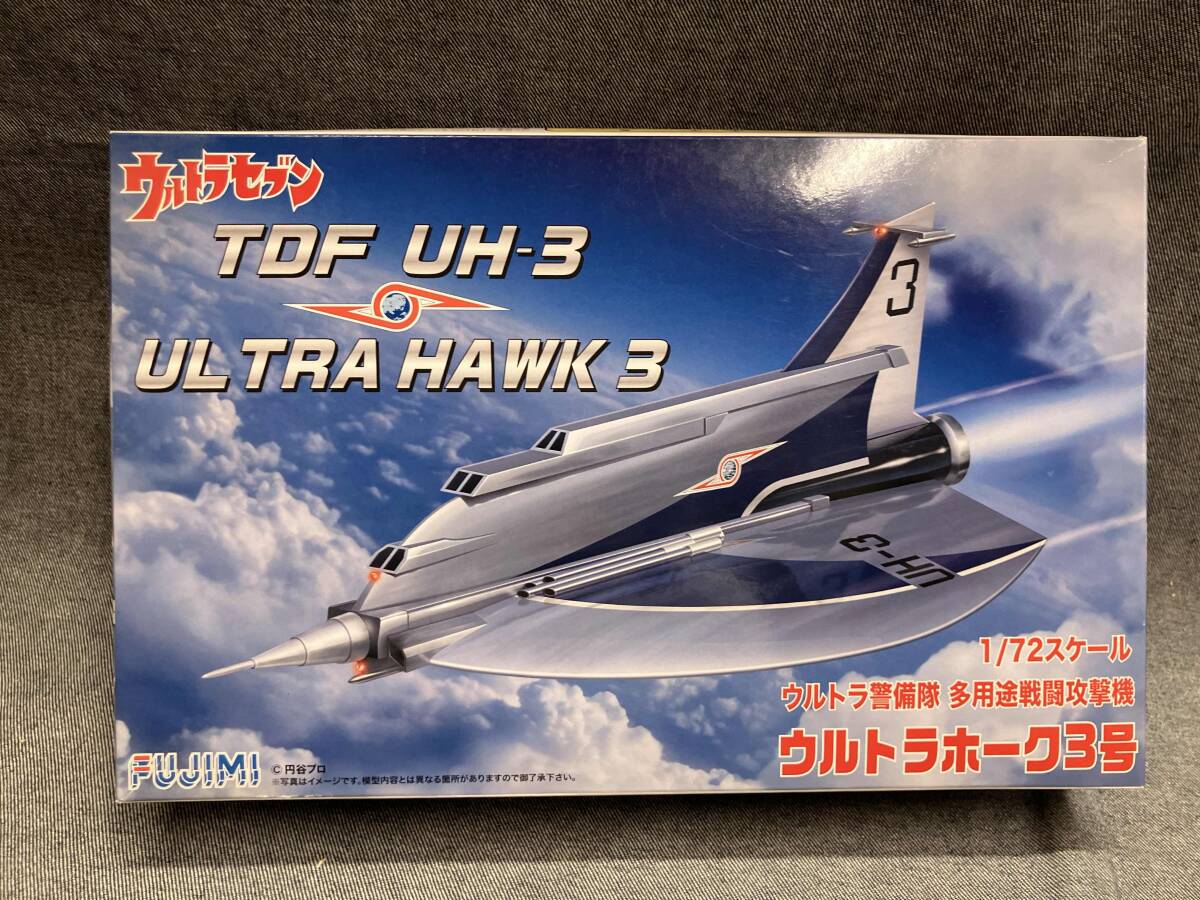 ウルトラセブン
TDF UH-3
ULTRA HAWK 3
3
UH-3
1/72スケール
ウルトラ警備隊 多用途戦闘攻撃機
ウルトラホーク3号
FUJIMI
© 円谷プロ
※写真はイメージです。模型内容とは異なる箇所がありますので御了承下さい。